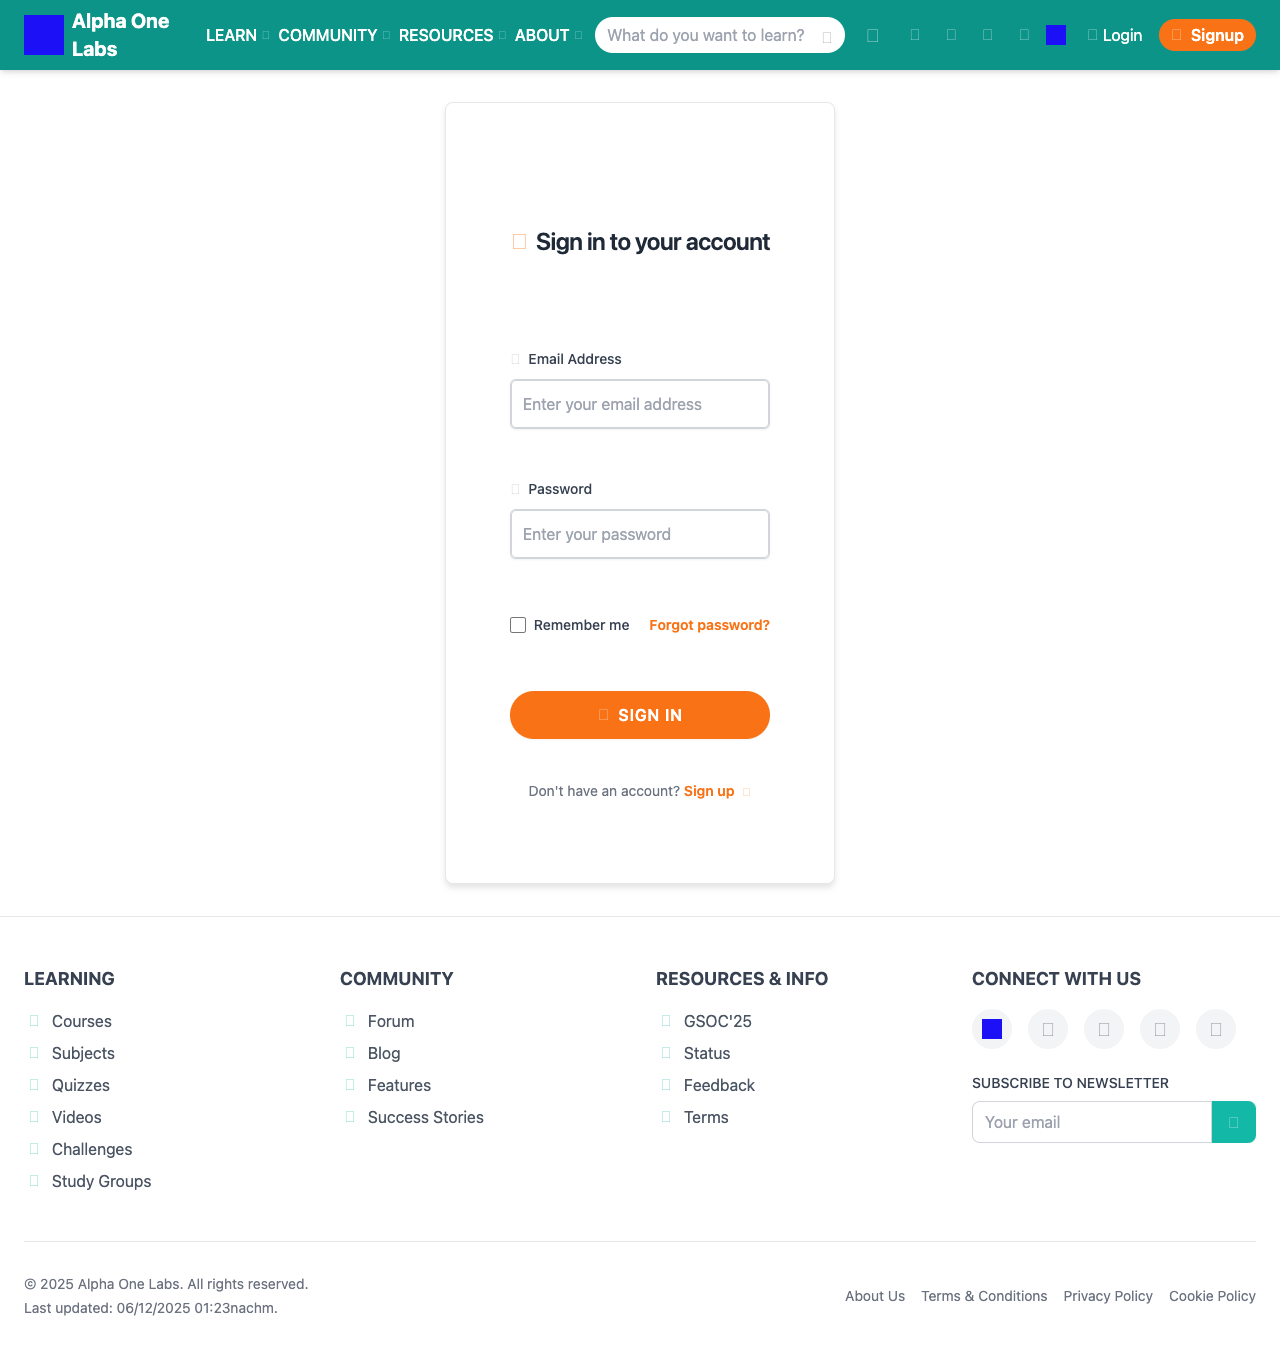 Alpha One
Labs
LEARN COMMUNITY RESOURCES ABOUT What do you want to learn? Login Signup
Sign in to your account
Email Address
Enter your email address
Password
Enter your password
Remember me Forgot password?
SIGN IN
Don't have an account? Sign up
LEARNING
Courses
Subjects
Quizzes
Videos
Challenges
Study Groups
COMMUNITY
Forum
Blog
Features
Success Stories
RESOURCES & INFO
GSOC'25
Status
Feedback
Terms
CONNECT WITH US
SUBSCRIBE TO NEWSLETTER
Your email
© 2025 Alpha One Labs. All rights reserved.
Last updated: 06/12/2025 01:23nachm.
About Us Terms & Conditions Privacy Policy Cookie Policy